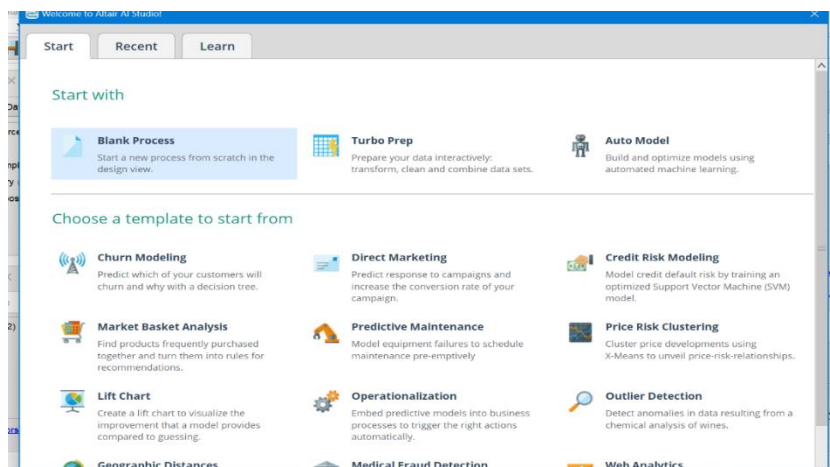 Welcome to Altair AI Studio!
Start Recent Learn
Start with
Blank Process
Start a new process from scratch in the
design view.
Turbo Prep
Prepare your data interactively:
transform, clean and combine data sets.
Auto Model
Build and optimize models using
automated machine learning.
Choose a template to start from
Churn Modeling
Predict which of your customers will
churn and why with a decision tree.
Direct Marketing
Predict response to campaigns and
increase the conversion rate of your
campaign.
Credit Risk Modeling
Model credit default risk by training an
optimized Support Vector Machine (SVM)
model.
Market Basket Analysis
Find products frequently purchased
together and turn them into rules for
recommendations.
Predictive Maintenance
Model equipment failures to schedule
maintenance pre-emptively
Price Risk Clustering
Cluster price developments using
X-Means to unveil price-risk-relationships.
Lift Chart
Create a lift chart to visualize the
improvement that a model provides
compared to guessing.
Operationalization
Embed predictive models into business
processes to trigger the right actions
automatically.
Outlier Detection
Detect anomalies in data resulting from a
chemical analysis of wines.
Geographic Distances
Medical Fraud Detection
Web Analytics